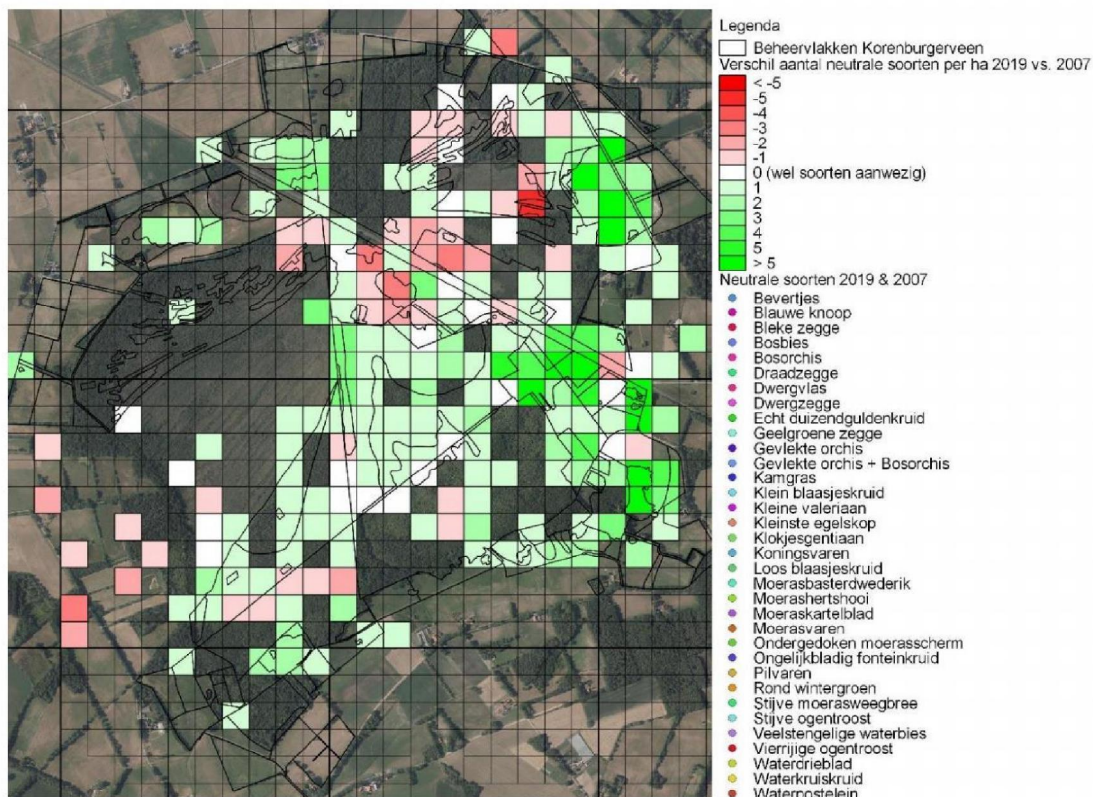 Legenda
Beheervlakken Korenburgerveen
Verschil aantal neutrale soorten per ha 2019 vs. 2007
< -5
-5
-4
-3
-2
-1
0 (wel soorten aanwezig)
1
2
3
4
5
> 5
Neutrale soorten 2019 & 2007
Bevertjes
Blauwe knoop
Bleke zegge
Bosbies
Bosorchis
Draadzegge
Dwergvlas
Dwergzegge
Echt duizendguldenkruid
Geelgroene zegge
Gevlekte orchis
Gevlekte orchis + Bosorchis
Kamgras
Klein blaasjeskruid
Kleine valeriaan
Kleinste egelskop
Klokjesgentiaan
Koningsvaren
Loos blaasjeskruid
Moerasbasterdwederik
Moerashertshooi
Moeraskartelblad
Moerasvaren
Ondergedoken moerasscherm
Ongelijkbladig fonteinkruid
Pilvaren
Rond wintergroen
Stijve moerasweegbree
Stijve ogentroost
Veelstengelige waterbies
Vierrijige ogentroost
Waterdrieblad
Waterkruiskruid
Waterpostelein